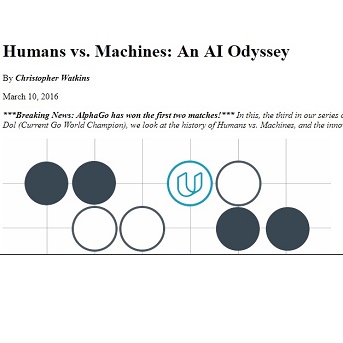 Humans vs. Machines: An AI Odyssey
By Christopher Watkins
March 10, 2016
***Breaking News: AlphaGo has won the first two matches!*** In this, the third in our series
Dol (Current Go World Champion), we look at the history of Humans vs. Machines, and the inno